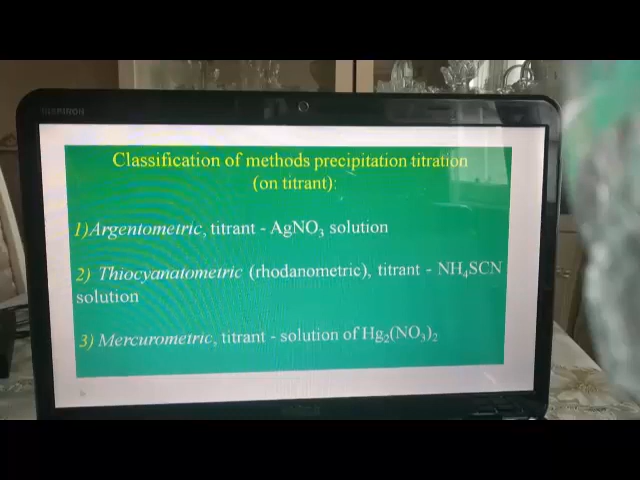 INSPIRON
Classification of methods precipitation titration
(on titrant):
1)Argentometric, titrant - AgNO₃ solution
2) Thiocyanatometric (rhodanometric), titrant - NH₄SCN
solution
3) Mercurometric, titrant - solution of Hg₂(NO₃)₂